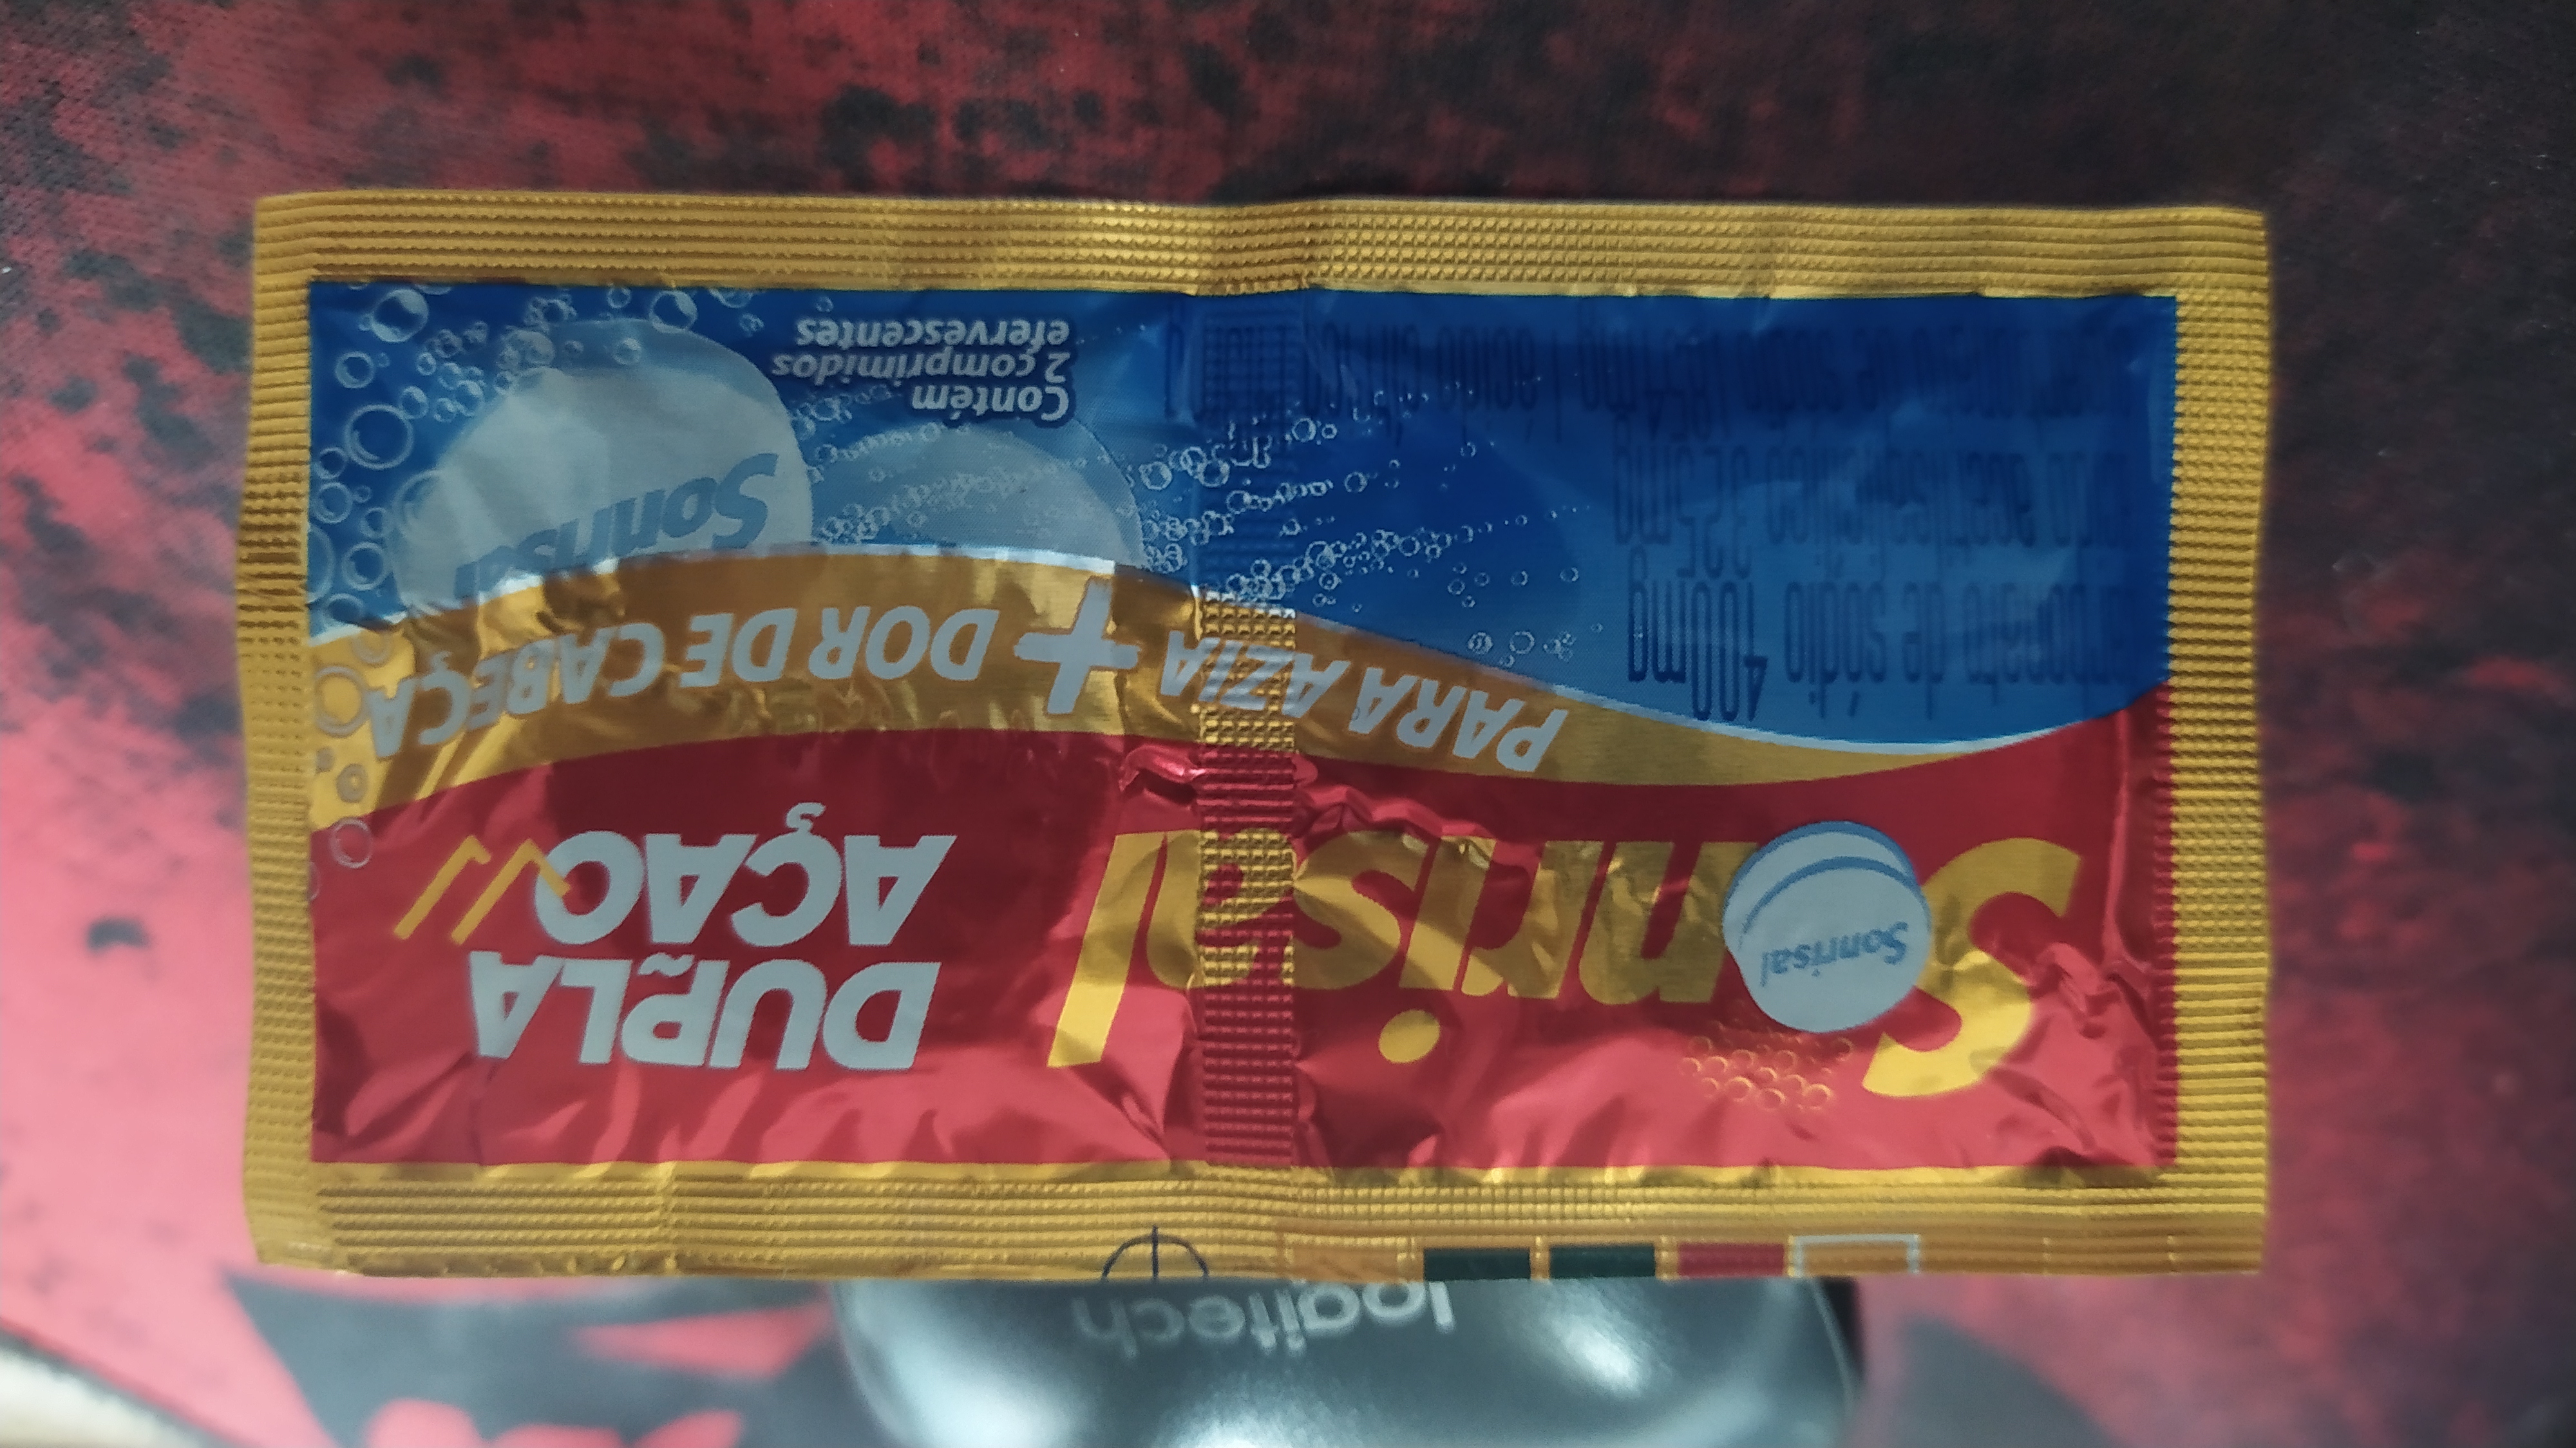 logitech
Sonrisal
Sonrisal
DUPLA
AÇÃO
PARA AZIA + DOR DE CABEÇA
de sódio 400mg
325mg
Sonrisal
Contém
2 comprimidos
efervescentes